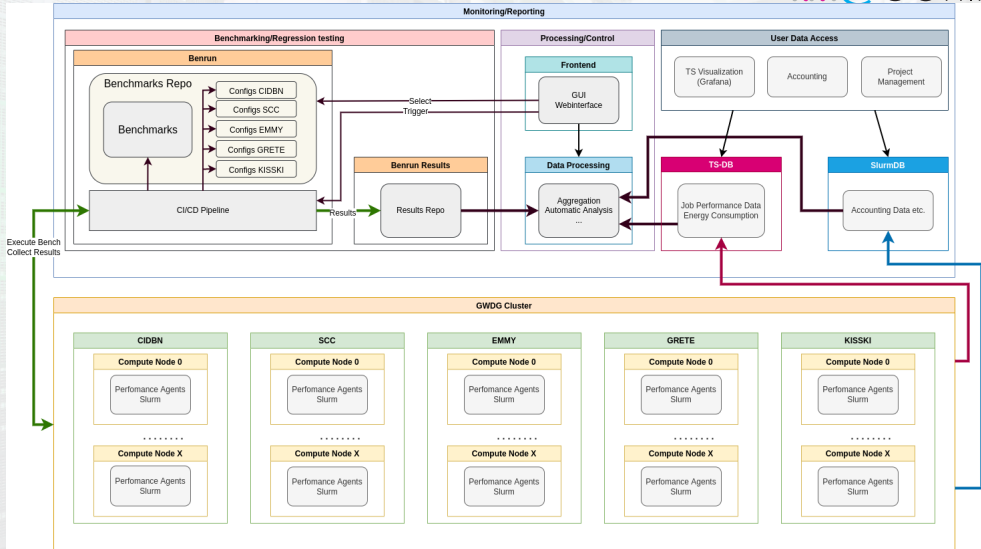 Monitoring/Reporting
Benchmarking/Regression testing
Processing/Control
User Data Access
Benrun
Benchmarks Repo
Benchmarks
Configs CIDBN
Configs SCC
Configs EMMY
Configs GRETE
Configs KISSKI
CI/CD Pipeline
Benrun Results
Results Repo
Results
Select
Trigger
Frontend
GUI
Webinterface
Data Processing
Aggregation
Automatic Analysis
...
TS Visualization
(Grafana)
Accounting
Project
Management
TS-DB
Job Performance Data
Energy Consumption
SlurmDB
Accounting Data etc.
Execute Bench
Collect Results
GWDG Cluster
CIDBN
Compute Node 0
Perfomance Agents
Slurm
........
Compute Node X
Perfomance Agents
Slurm
SCC
Compute Node 0
Perfomance Agents
Slurm
........
Compute Node X
Perfomance Agents
Slurm
EMMY
Compute Node 0
Perfomance Agents
Slurm
........
Compute Node X
Perfomance Agents
Slurm
GRETE
Compute Node 0
Perfomance Agents
Slurm
........
Compute Node X
Perfomance Agents
Slurm
KISSKI
Compute Node 0
Perfomance Agents
Slurm
........
Compute Node X
Perfomance Agents
Slurm